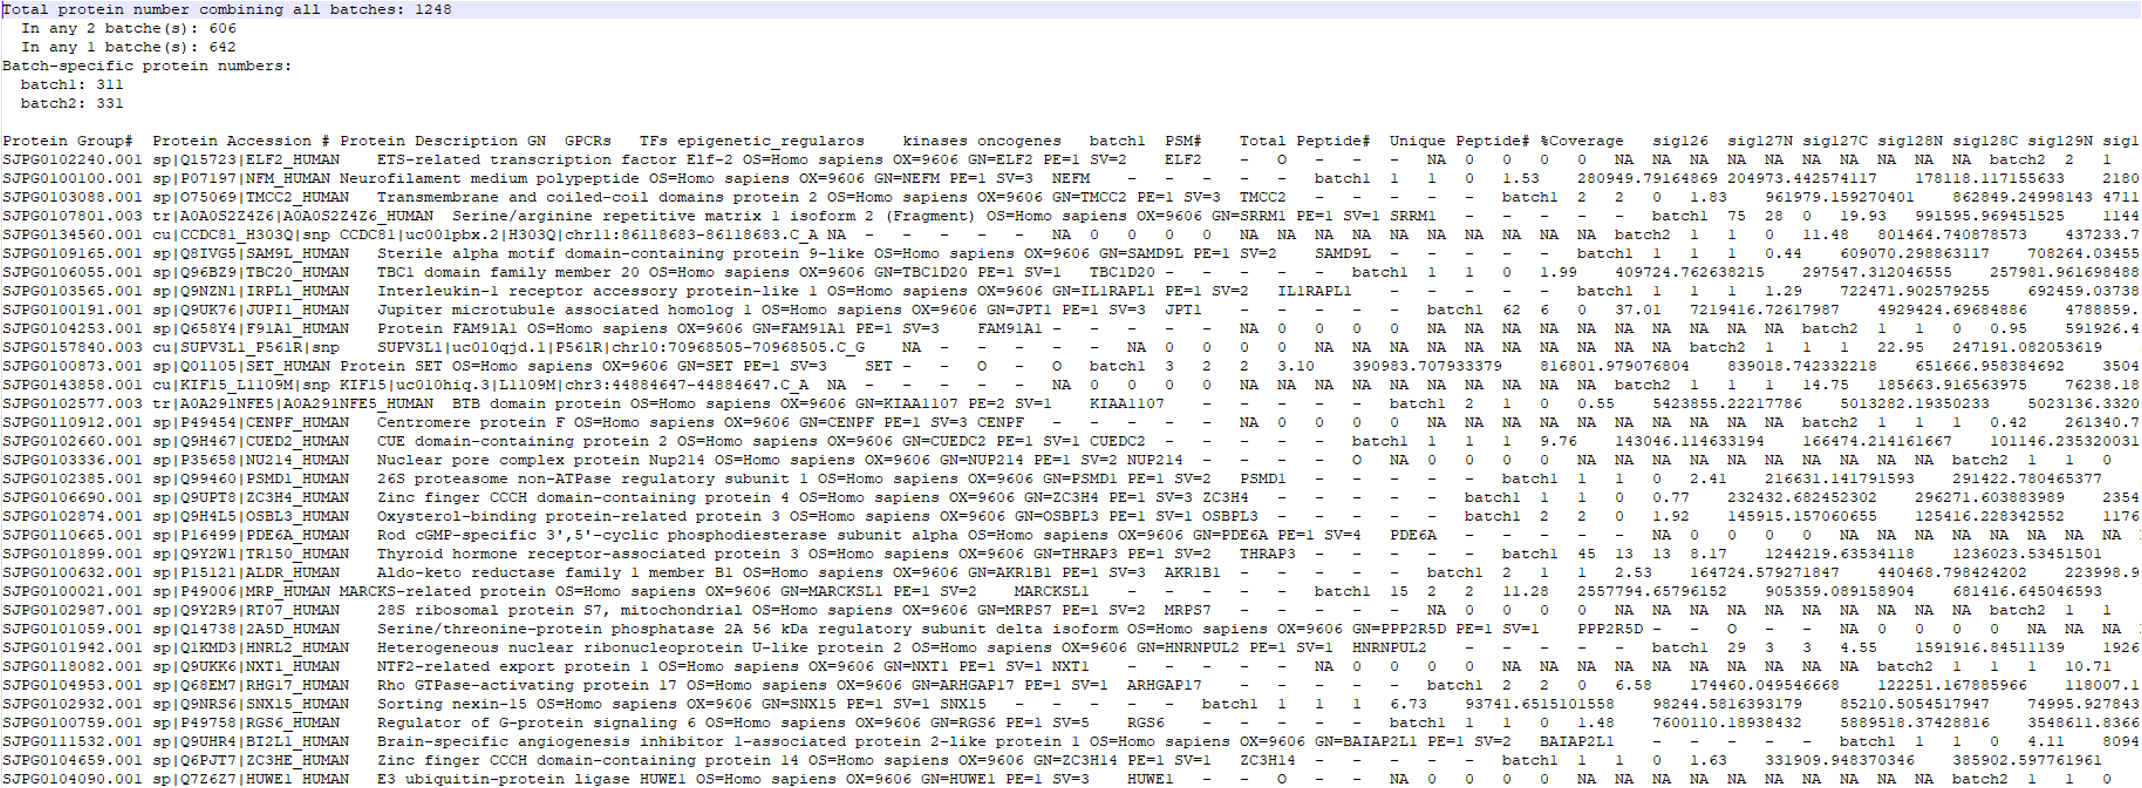 Total protein number combining all batches: 1248
In any 2 batche(s): 606
In any 1 batche(s): 642
Batch-specific protein numbers:
batch1: 311
batch2: 331
Protein Group# Protein Accession # Protein Description GN GPCRs TFs epigenetic_regularos kinases oncogenes batch1 PSM# Total Peptide# Unique Peptide# %Coverage sig126 sig127N sig127C sig128N sig128C sig129N sig1
SJPG0102240.001 sp|Q15723|ELF2_HUMAN ETS-related transcription factor Elf-2 OS=Homo sapiens OX=9606 GN=ELF2 PE=1 SV=2 ELF2 - O - - - NA 0 0 0 0 NA NA NA NA NA NA NA NA NA NA batch2 2 1
SJPG0100100.001 sp|P07197|NFM_HUMAN Neurofilament medium polypeptide OS=Homo sapiens OX=9606 GN=NEFM PE=1 SV=3 NEFM - - - - - batch1 1 1 0 1.53 280949.79164869 204973.442574117 178118.117155633 2180
SJPG0103088.001 sp|O75069|TMCC2_HUMAN Transmembrane and coiled-coil domains protein 2 OS=Homo sapiens OX=9606 GN=TMCC2 PE=1 SV=3 TMCC2 - - - - - batch1 2 2 0 1.83 961979.159270401 862849.24998143 4711
SJPG0107801.003 tr|A0A0S2Z4Z6|A0A0S2Z4Z6_HUMAN Serine/arginine repetitive matrix 1 isoform 2 (Fragment) OS=Homo sapiens OX=9606 GN=SRRM1 PE=1 SV=1 SRRM1 - - - - - batch1 75 28 0 19.93 991595.969451525 1144
SJPG0134560.001 cu|CCDC81_H303Q|snp CCDC81|uc001pbx.2|H303Q|chr11:86118683-86118683.C_A NA - - - - - NA 0 0 0 0 NA NA NA NA NA NA NA NA NA NA batch2 1 1 0 11.48 801464.740878573 437233.7
SJPG0109165.001 sp|Q8IVG5|SAM9L_HUMAN Sterile alpha motif domain-containing protein 9-like OS=Homo sapiens OX=9606 GN=SAMD9L PE=1 SV=2 SAMD9L - - - - - batch1 1 1 1 0.44 609070.298863117 708264.03455
SJPG0106055.001 sp|Q96BZ9|TBC20_HUMAN TBC1 domain family member 20 OS=Homo sapiens OX=9606 GN=TBC1D20 PE=1 SV=1 TBC1D20 - - - - - batch1 1 1 0 1.99 409724.762638215 297547.312046555 257981.961698488
SJPG0103565.001 sp|Q9NZN1|IRPL1_HUMAN Interleukin-1 receptor accessory protein-like 1 OS=Homo sapiens OX=9606 GN=IL1RAPL1 PE=1 SV=2 IL1RAPL1 - - - - - batch1 1 1 1 1.29 722471.902579255 692459.03738
SJPG0100191.001 sp|Q9UK76|JUPI1_HUMAN Jupiter microtubule associated homolog 1 OS=Homo sapiens OX=9606 GN=JPT1 PE=1 SV=3 JPT1 - - - - - batch1 62 6 0 37.01 7219416.72617987 4929424.69684886 4788859.
SJPG0104253.001 sp|Q658Y4|F91A1_HUMAN Protein FAM91A1 OS=Homo sapiens OX=9606 GN=FAM91A1 PE=1 SV=3 FAM91A1 - - - - - NA 0 0 0 0 NA NA NA NA NA NA NA NA NA NA batch2 1 1 0 0.95 591926.4
SJPG0157840.003 cu|SUPV3L1_P561R|snp SUPV3L1|uc010qjd.1|P561R|chr10:70968505-70968505.C_G NA - - - - - NA 0 0 0 0 NA NA NA NA NA NA NA NA NA NA batch2 1 1 1 22.95 247191.082053619
SJPG0100873.001 sp|Q01105|SET_HUMAN Protein SET OS=Homo sapiens OX=9606 GN=SET PE=1 SV=3 SET - - O - O batch1 3 2 2 3.10 390983.707933379 816801.979076804 839018.742332218 651666.958384692 3504
SJPG0143858.001 cu|KIF15_L1109M|snp KIF15|uc010hiq.3|L1109M|chr3:44884647-44884647.C_A NA - - - - - NA 0 0 0 0 NA NA NA NA NA NA NA NA NA NA batch2 1 1 1 14.75 185663.916563975 76238.18
SJPG0102577.003 tr|A0A291NFE5|A0A291NFE5_HUMAN BTB domain protein OS=Homo sapiens OX=9606 GN=KIAA1107 PE=2 SV=1 KIAA1107 - - - - - batch1 2 1 0 0.55 5423855.22217786 5013282.19350233 5023136.3320
SJPG0110912.001 sp|P49454|CENPF_HUMAN Centromere protein F OS=Homo sapiens OX=9606 GN=CENPF PE=1 SV=3 CENPF - - - - - NA 0 0 0 0 NA NA NA NA NA NA NA NA NA NA batch2 1 1 1 0.42 261340.7
SJPG0102660.001 sp|Q9H467|CUED2_HUMAN CUE domain-containing protein 2 OS=Homo sapiens OX=9606 GN=CUEDC2 PE=1 SV=1 CUEDC2 - - - - - batch1 1 1 1 9.76 143046.114633194 166474.214161667 101146.235320031
SJPG0103336.001 sp|P35658|NU214_HUMAN Nuclear pore complex protein Nup214 OS=Homo sapiens OX=9606 GN=NUP214 PE=1 SV=2 NUP214 - - - - O NA 0 0 0 0 NA NA NA NA NA NA NA NA NA NA batch2 1 1 0
SJPG0102385.001 sp|Q99460|PSMD1_HUMAN 26S proteasome non-ATPase regulatory subunit 1 OS=Homo sapiens OX=9606 GN=PSMD1 PE=1 SV=2 PSMD1 - - - - - batch1 1 1 0 2.41 216631.141791593 291422.780465377
SJPG0106690.001 sp|Q9UPT8|ZC3H4_HUMAN Zinc finger CCCH domain-containing protein 4 OS=Homo sapiens OX=9606 GN=ZC3H4 PE=1 SV=3 ZC3H4 - - - - - batch1 1 1 0 0.77 232432.682452302 296271.603883989 2354
SJPG0102874.001 sp|Q9H4L5|OSBL3_HUMAN Oxysterol-binding protein-related protein 3 OS=Homo sapiens OX=9606 GN=OSBPL3 PE=1 SV=1 OSBPL3 - - - - - batch1 2 2 0 1.92 145915.157060655 125416.228342552 1176
SJPG0110665.001 sp|P16499|PDE6A_HUMAN Rod cGMP-specific 3',5'-cyclic phosphodiesterase subunit alpha OS=Homo sapiens OX=9606 GN=PDE6A PE=1 SV=4 PDE6A - - - - - NA 0 0 0 0 NA NA NA NA NA NA NA NA
SJPG0101899.001 sp|Q9Y2W1|TR150_HUMAN Thyroid hormone receptor-associated protein 3 OS=Homo sapiens OX=9606 GN=THRAP3 PE=1 SV=2 THRAP3 - - - - - batch1 45 13 13 8.17 1244219.63534118 1236023.53451501
SJPG0100632.001 sp|P15121|ALDR_HUMAN Aldo-keto reductase family 1 member B1 OS=Homo sapiens OX=9606 GN=AKR1B1 PE=1 SV=3 AKR1B1 - - - - - batch1 2 1 1 2.53 164724.579271847 440468.798424202 223998.9
SJPG0100021.001 sp|P49006|MRP_HUMAN MARCKS-related protein OS=Homo sapiens OX=9606 GN=MARCKSL1 PE=1 SV=2 MARCKSL1 - - - - - batch1 15 2 2 11.28 2557794.65796152 905359.089158904 681416.645046593
SJPG0102987.001 sp|Q9Y2R9|RT07_HUMAN 28S ribosomal protein S7, mitochondrial OS=Homo sapiens OX=9606 GN=MRPS7 PE=1 SV=2 MRPS7 - - - - - NA 0 0 0 0 NA NA NA NA NA NA NA NA NA NA batch2 1 1
SJPG0101059.001 sp|Q14738|2A5D_HUMAN Serine/threonine-protein phosphatase 2A 56 kDa regulatory subunit delta isoform OS=Homo sapiens OX=9606 GN=PPP2R5D PE=1 SV=1 PPP2R5D - - O - - NA 0 0 0 0 NA NA NA
SJPG0101942.001 sp|Q1KMD3|HNRL2_HUMAN Heterogeneous nuclear ribonucleoprotein U-like protein 2 OS=Homo sapiens OX=9606 GN=HNRNPUL2 PE=1 SV=1 HNRNPUL2 - - - - - batch1 29 3 3 4.55 1591916.84511139 1926
SJPG0118082.001 sp|Q9UKK6|NXT1_HUMAN NTF2-related export protein 1 OS=Homo sapiens OX=9606 GN=NXT1 PE=1 SV=1 NXT1 - - - - - NA 0 0 0 0 NA NA NA NA NA NA NA NA NA NA batch2 1 1 1 10.71
SJPG0104953.001 sp|Q68EM7|RHG17_HUMAN Rho GTPase-activating protein 17 OS=Homo sapiens OX=9606 GN=ARHGAP17 PE=1 SV=1 ARHGAP17 - - - - - batch1 2 2 0 6.58 174460.049546668 122251.167885966 118007.1
SJPG0102932.001 sp|Q9NRS6|SNX15_HUMAN Sorting nexin-15 OS=Homo sapiens OX=9606 GN=SNX15 PE=1 SV=1 SNX15 - - - - - batch1 1 1 1 6.73 93741.6515101558 98244.5816393179 85210.5054517947 74995.927843
SJPG0100759.001 sp|P49758|RGS6_HUMAN Regulator of G-protein signaling 6 OS=Homo sapiens OX=9606 GN=RGS6 PE=1 SV=5 RGS6 - - - - - batch1 1 1 0 1.48 7600110.18938432 5889518.37428816 3548611.8366
SJPG0111532.001 sp|Q9UHR4|BI2L1_HUMAN Brain-specific angiogenesis inhibitor 1-associated protein 2-like protein 1 OS=Homo sapiens OX=9606 GN=BAIAP2L1 PE=1 SV=2 BAIAP2L1 - - - - - batch1 1 1 0 4.11 8094
SJPG0104659.001 sp|Q6PJT7|ZC3HE_HUMAN Zinc finger CCCH domain-containing protein 14 OS=Homo sapiens OX=9606 GN=ZC3H14 PE=1 SV=1 ZC3H14 - - - - - batch1 1 1 0 1.63 331909.948370346 385902.597761961
SJPG0104090.001 sp|Q7Z6Z7|HUWE1_HUMAN E3 ubiquitin-protein ligase HUWE1 OS=Homo sapiens OX=9606 GN=HUWE1 PE=1 SV=3 HUWE1 - - O - - NA 0 0 0 0 NA NA NA NA NA NA NA NA NA NA batch2 1 1 0